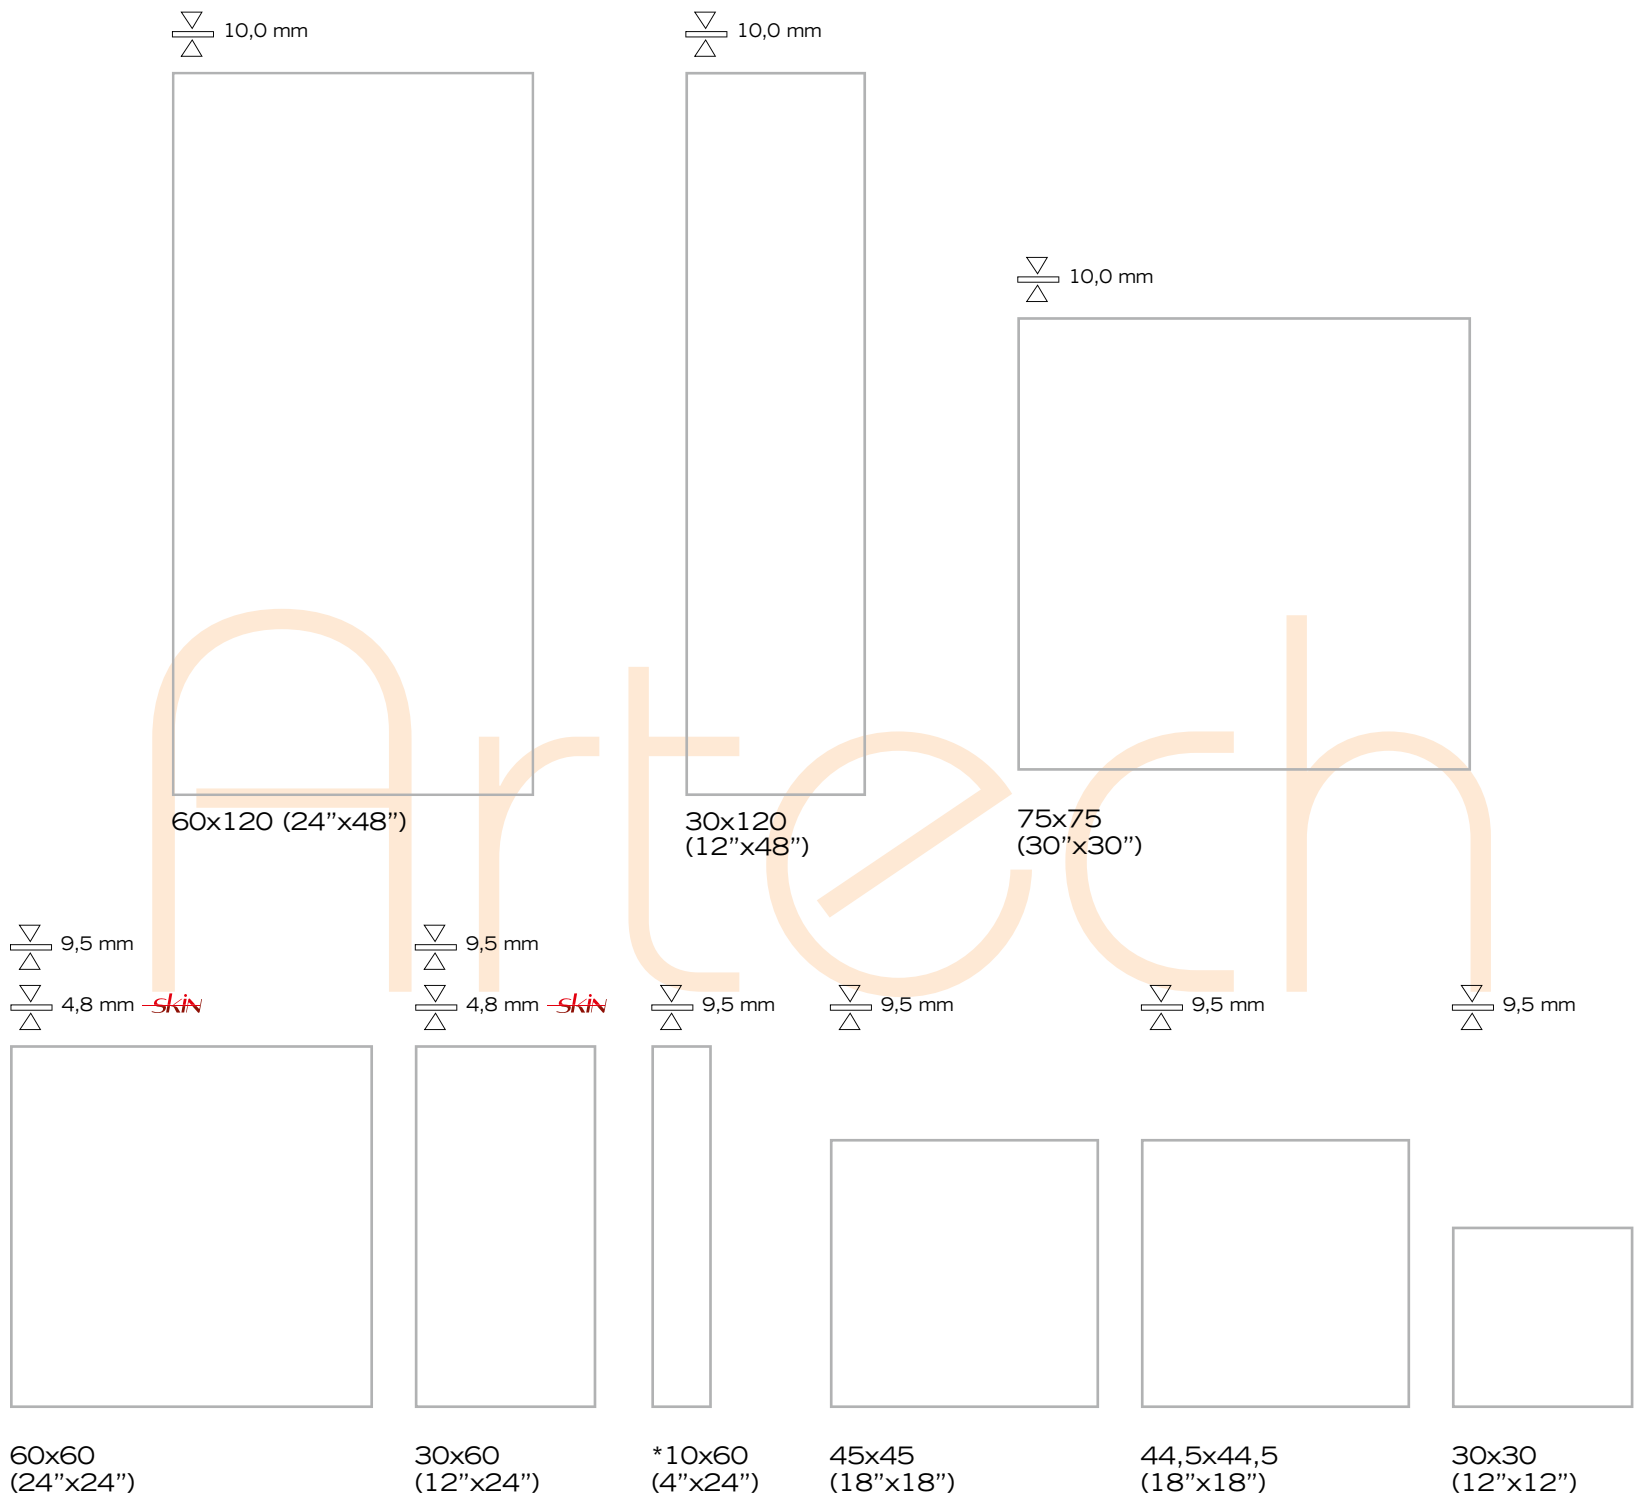 10,0 mm
10,0 mm
10,0 mm
60x120 (24”x48”)
30x120
(12”x48”)
75x75
(30”x30”)
Artech
9,5 mm
9,5 mm
4,8 mm skin
4,8 mm skin
9,5 mm
9,5 mm
9,5 mm
9,5 mm
60x60
(24”x24”)
30x60
(12”x24”)
*10x60
(4”x24”)
45x45
(18”x18”)
44,5x44,5
(18”x18”)
30x30
(12”x12”)